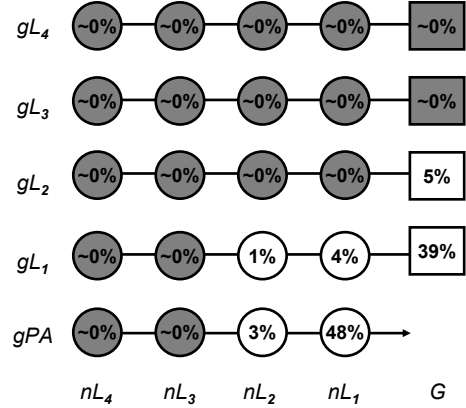 gL4 ~0% ~0% ~0% ~0% ~0%
gL3 ~0% ~0% ~0% ~0% ~0%
gL2 ~0% ~0% ~0% ~0% 5%
gL1 ~0% ~0% 1% 4% 39%
gPA ~0% ~0% 3% 48%
nL4 nL3 nL2 nL1 G